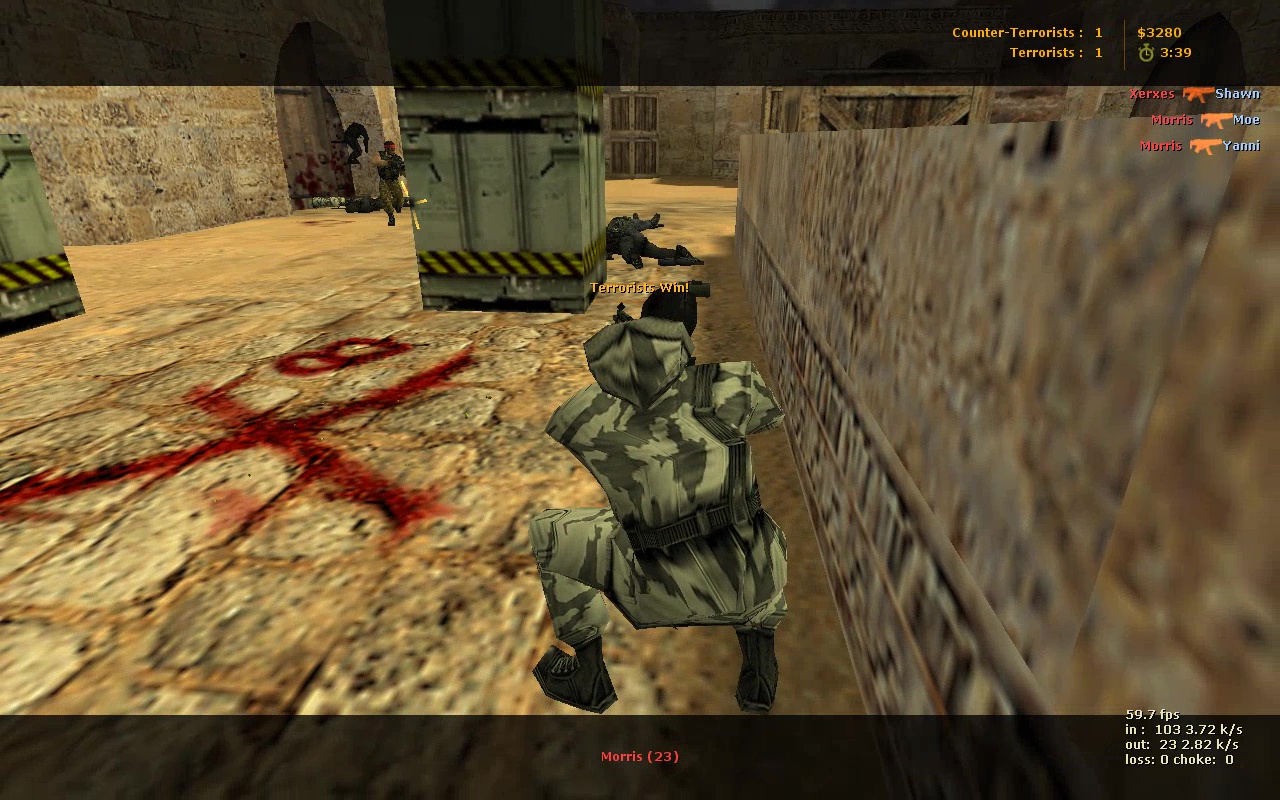 Counter-Terrorists : 1 $3280
Terrorists : 1 3:39
Xerxes Shawn
Morris Moe
Morris Yanni
Terrorists Win!
59.7 fps
in : 103 3.72 k/s
out: 23 2.82 k/s
loss: 0 choke: 0
Morris (23)